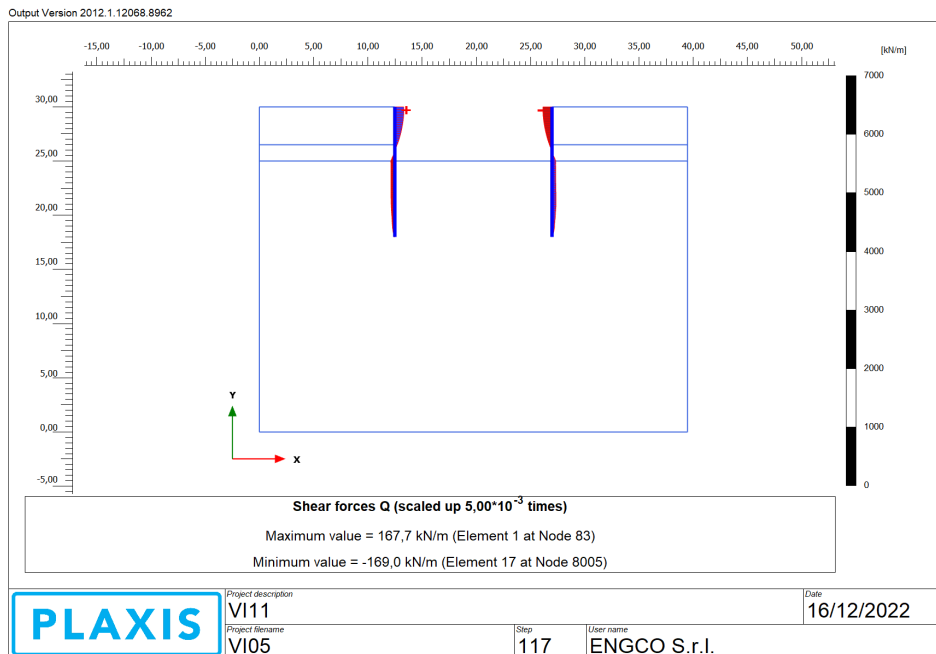 Output Version 2012.1.12068.8962
-15,00 -10,00 -5,00 0,00 5,00 10,00 15,00 20,00 25,00 30,00 35,00 40,00 45,00 50,00
[kN/m]
7000
30,00
6000
25,00
5000
20,00
4000
15,00
3000
10,00
2000
5,00
Y
0,00
1000
X
-5,00
0
Shear forces Q (scaled up 5,00*10-3 times)
Maximum value = 167,7 kN/m (Element 1 at Node 83)
Minimum value = -169,0 kN/m (Element 17 at Node 8005)
PLAXIS
Project description
VI11
Date
16/12/2022
Project filename
VI05
Step
117
User name
ENGCO S.r.l.